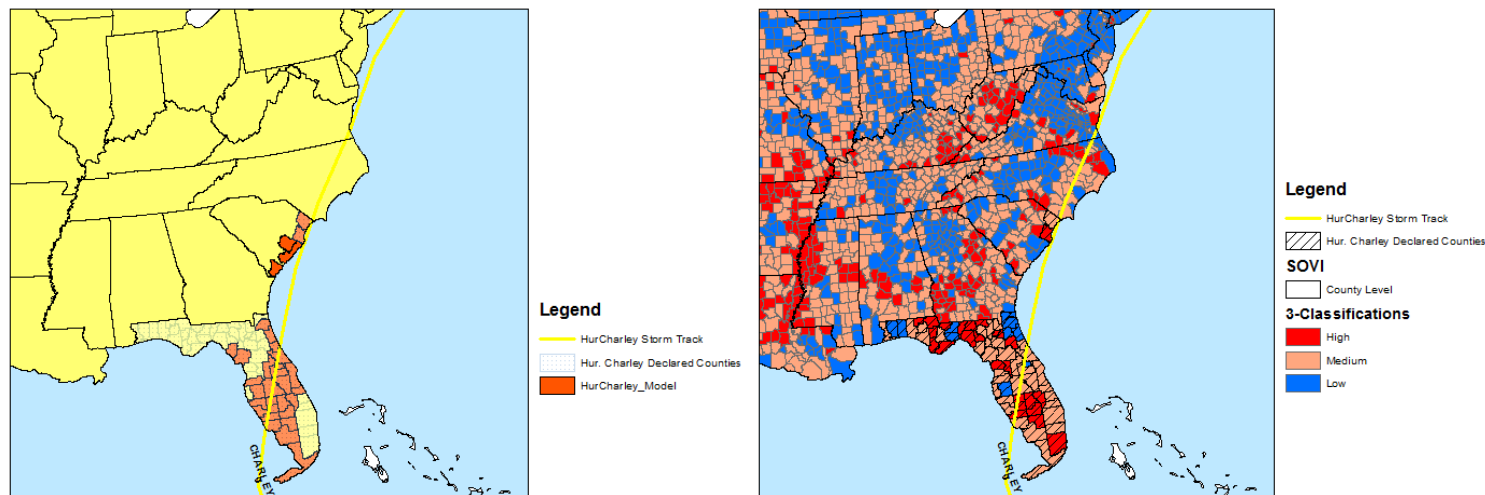 CHARLEY
Legend
HurCharley Storm Track
Hur. Charley Declared Counties
HurCharley_Model
CHARLEY
Legend
HurCharley Storm Track
Hur. Charley Declared Counties
SOVI
County Level
3-Classifications
High
Medium
Low